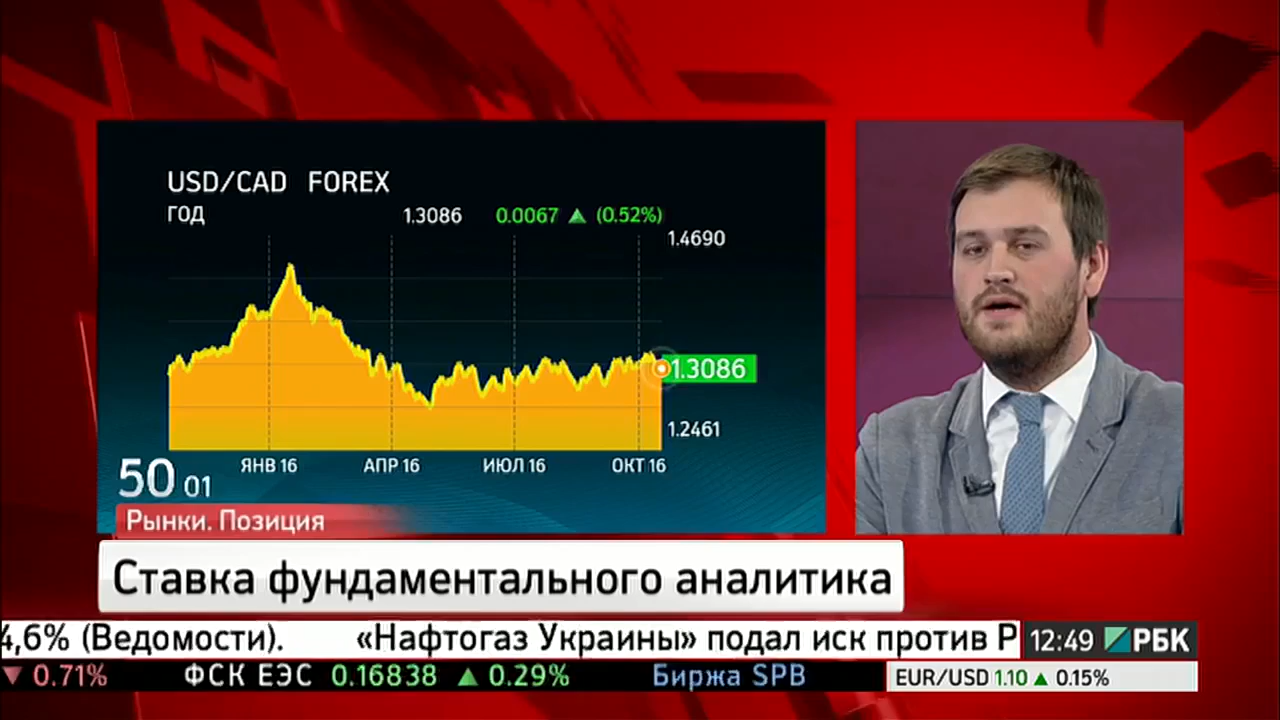 USD/CAD FOREX
ГОД 1.3086 0.0067 ▲ (0.52%)
1.4690
1.3086
1.2461
ЯНВ 16 АПР 16 ИЮЛ 16 ОКТ 16
50 01
Рынки. Позиция
Ставка фундаментального аналитика
4,6% (Ведомости). «Нафтогаз Украины» подал иск против Р
12:49 РБК
▼ 0.71% ФСК ЕЭС 0.16838 ▲ 0.29% Биржа SPB
EUR/USD 1.10 ▲ 0.15%